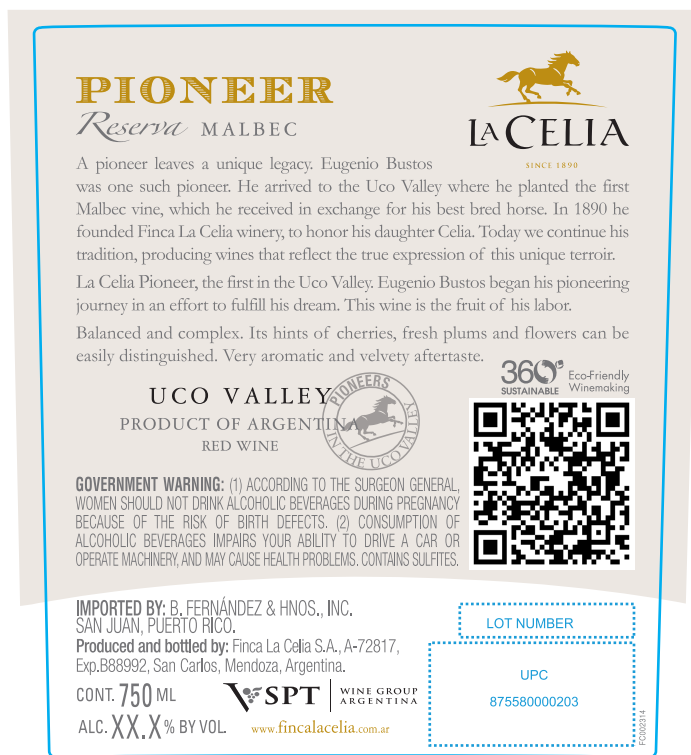 PIONEER
Reserva MALBEC
LA CELIA
SINCE 1890
A pioneer leaves a unique legacy. Eugenio Bustos
was one such pioneer. He arrived to the Uco Valley where he planted the first
Malbec vine, which he received in exchange for his best bred horse. In 1890 he
founded Finca La Celia winery, to honor his daughter Celia. Today we continue his
tradition, producing wines that reflect the true expression of this unique terroir.
La Celia Pioneer, the first in the Uco Valley. Eugenio Bustos began his pioneering
journey in an effort to fulfill his dream. This wine is the fruit of his labor.
Balanced and complex. Its hints of cherries, fresh plums and flowers can be
easily distinguished. Very aromatic and velvety aftertaste.
360°
SUSTAINABLE
Eco-Friendly
Winemaking
UCO VALLEY
PRODUCT OF ARGENTINA
RED WINE
PIONEERS
IN THE UCO VALLEY
GOVERNMENT WARNING: (1) ACCORDING TO THE SURGEON GENERAL,
WOMEN SHOULD NOT DRINK ALCOHOLIC BEVERAGES DURING PREGNANCY
BECAUSE OF THE RISK OF BIRTH DEFECTS. (2) CONSUMPTION OF
ALCOHOLIC BEVERAGES IMPAIRS YOUR ABILITY TO DRIVE A CAR OR
OPERATE MACHINERY, AND MAY CAUSE HEALTH PROBLEMS. CONTAINS SULFITES.
IMPORTED BY: B. FERNÁNDEZ & HNOS., INC.
SAN JUAN, PUERTO RICO.
Produced and bottled by: Finca La Celia S.A., A-72817,
Exp.B88992, San Carlos, Mendoza, Argentina.
CONT. 750 ML
ALC. XX.X % BY VOL.
VSPT
WINE GROUP
ARGENTINA
www.fincalacelia.com.ar
LOT NUMBER
UPC
875580000203
FC002314